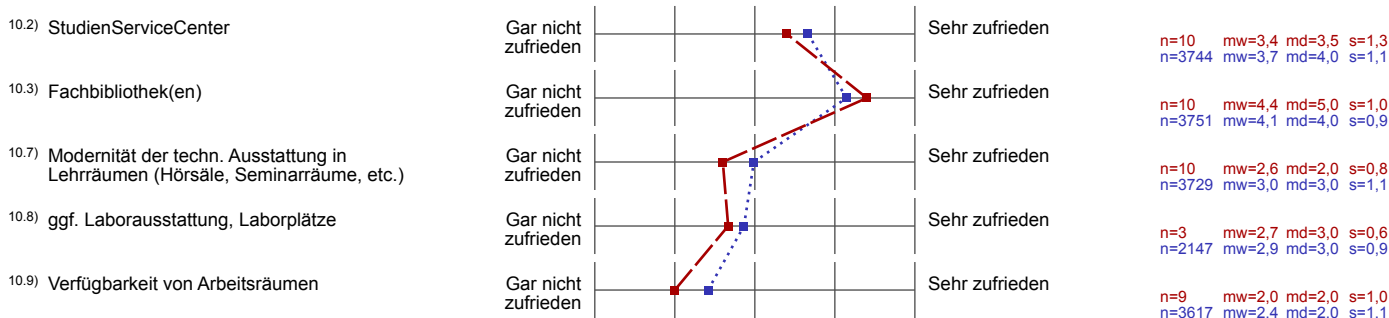 10.2) StudienServiceCenter
Gar nicht
zufrieden
Sehr zufrieden
n=10 mw=3,4 md=3,5 s=1,3
n=3744 mw=3,7 md=4,0 s=1,1
10.3) Fachbibliothek(en)
Gar nicht
zufrieden
Sehr zufrieden
n=10 mw=4,4 md=5,0 s=1,0
n=3751 mw=4,1 md=4,0 s=0,9
10.7) Modernität der techn. Ausstattung in
Lehrräumen (Hörsäle, Seminarräume, etc.)
Gar nicht
zufrieden
Sehr zufrieden
n=10 mw=2,6 md=2,0 s=0,8
n=3729 mw=3,0 md=3,0 s=1,1
10.8) ggf. Laborausstattung, Laborplätze
Gar nicht
zufrieden
Sehr zufrieden
n=3 mw=2,7 md=3,0 s=0,6
n=2147 mw=2,9 md=3,0 s=0,9
10.9) Verfügbarkeit von Arbeitsräumen
Gar nicht
zufrieden
Sehr zufrieden
n=9 mw=2,0 md=2,0 s=1,0
n=3617 mw=2,4 md=2,0 s=1,1